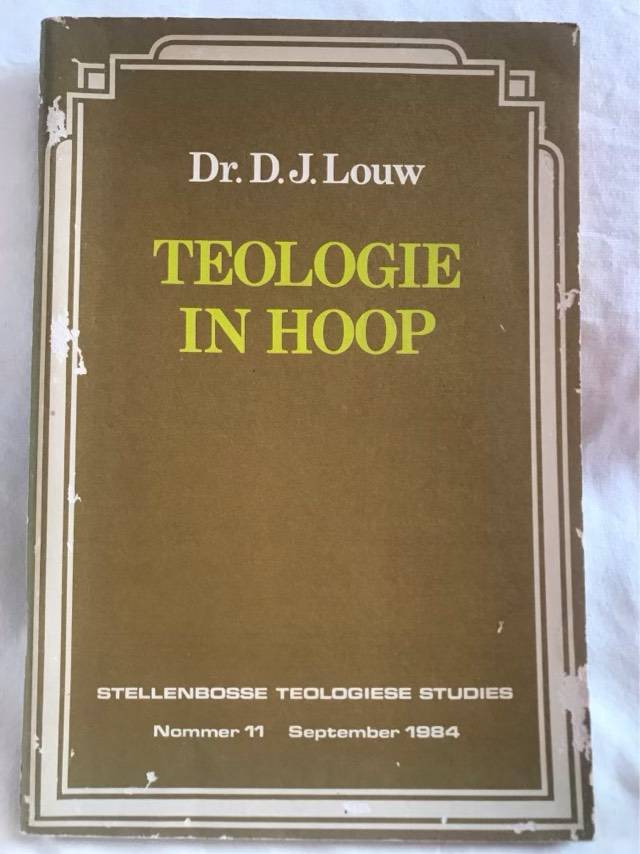 Dr. D. J. Louw
TEOLOGIE
IN HOOP
STELLENBOSSE TEOLOGIESE STUDIES
Nommer 11 September 1984